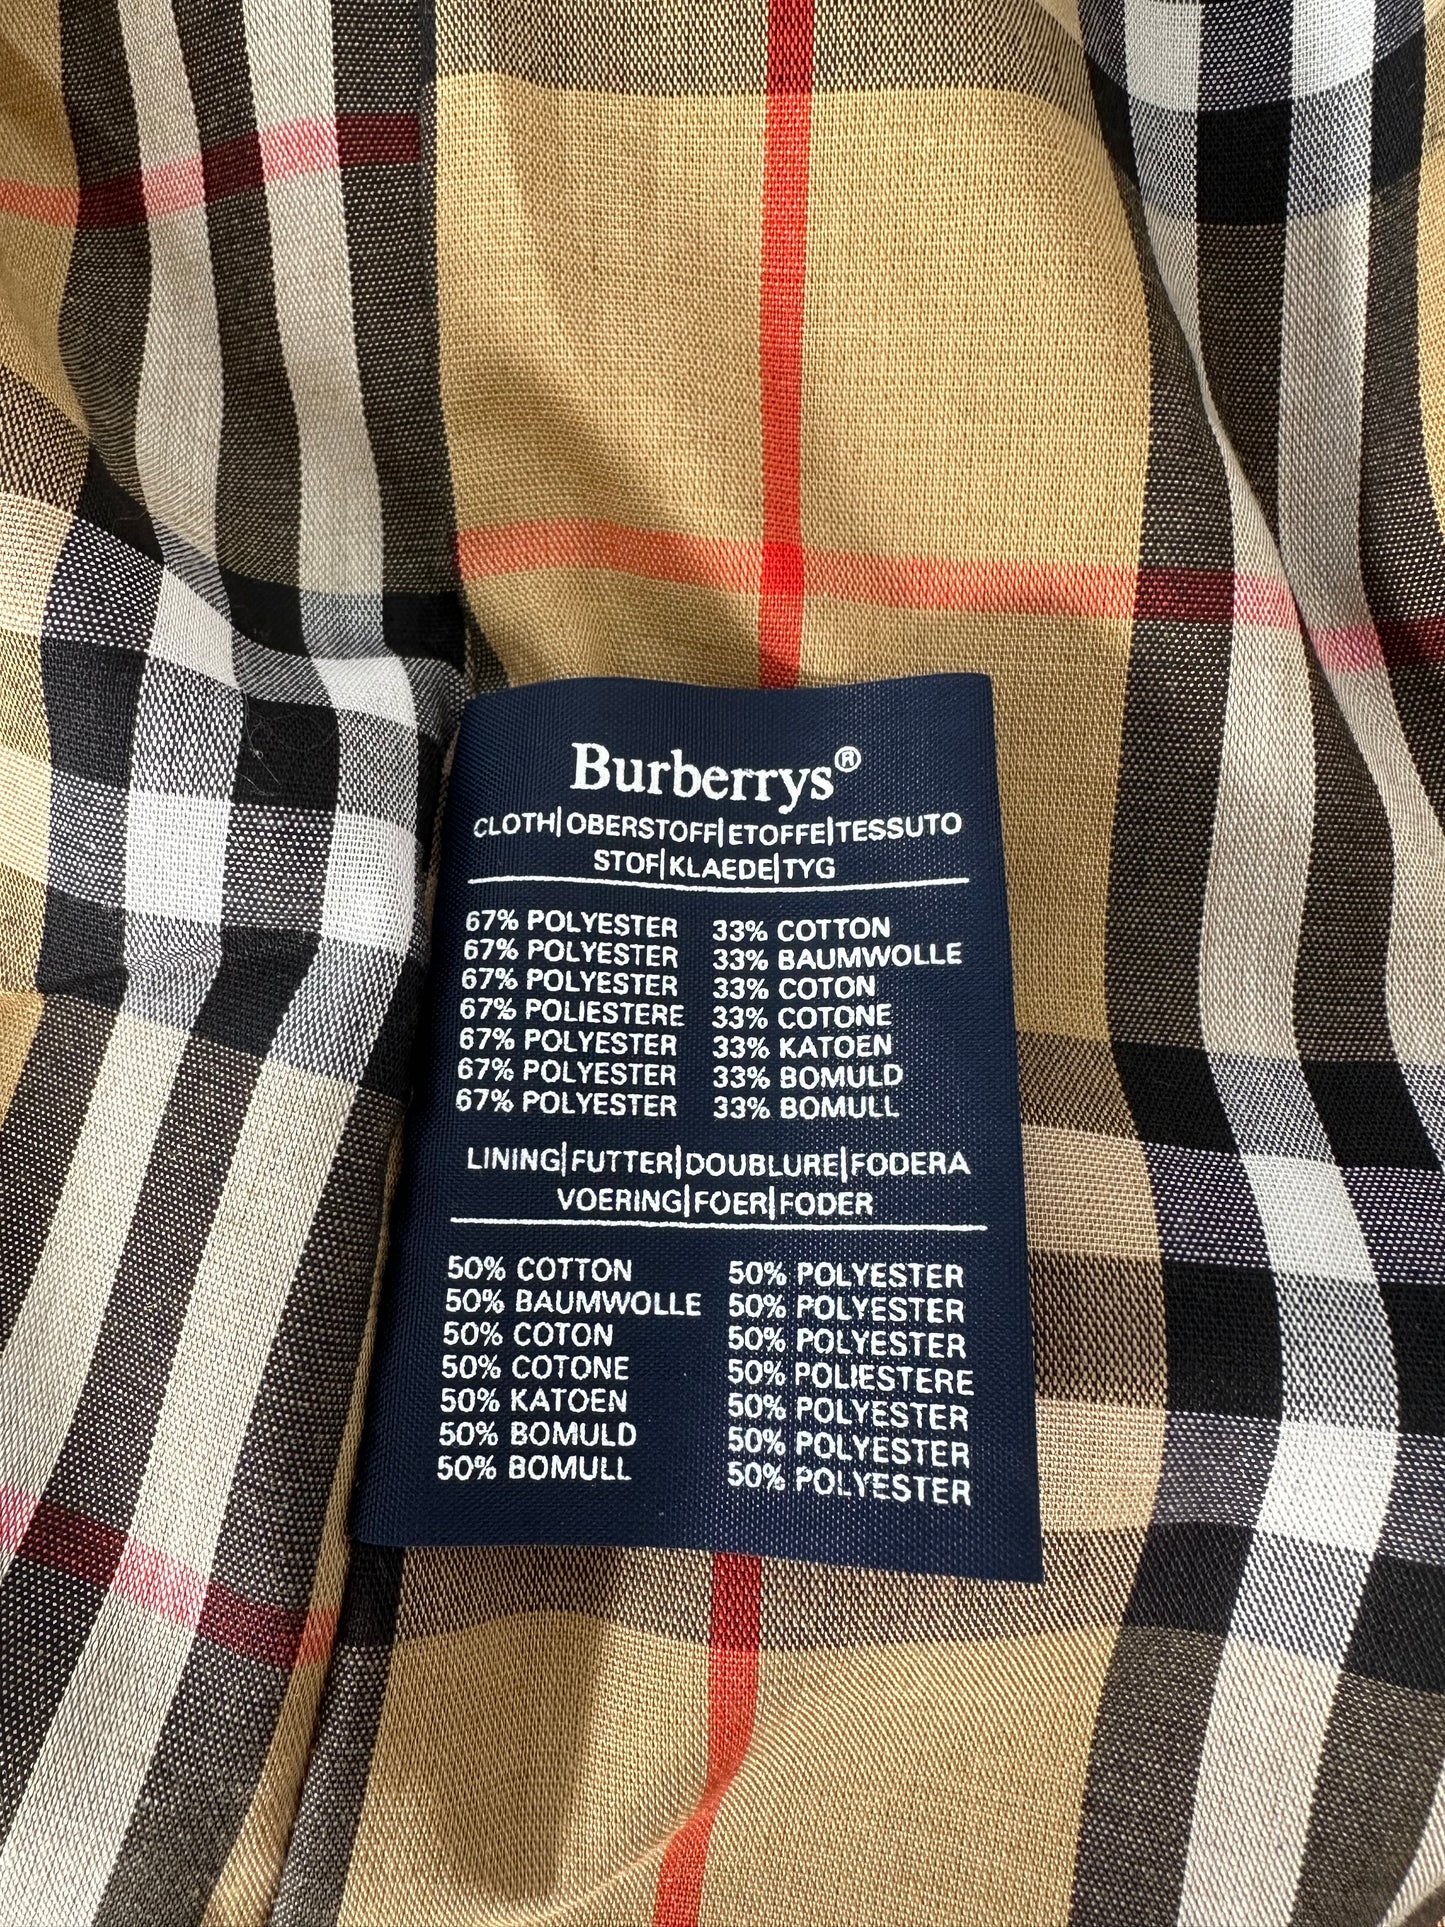 Burberrys®
CLOTH|OBERSTOFF|ETOFFE|TESSUTO
STOF|KLAEDE|TYG
67% POLYESTER 33% COTTON
67% POLYESTER 33% BAUMWOLLE
67% POLYESTER 33% COTON
67% POLIESTERE 33% COTONE
67% POLYESTER 33% KATOEN
67% POLYESTER 33% BOMULD
67% POLYESTER 33% BOMULL
LINING|FUTTER|DOUBLURE|FODERA
VOERING|FOER|FODER
50% COTTON 50% POLYESTER
50% BAUMWOLLE 50% POLYESTER
50% COTON 50% POLYESTER
50% COTONE 50% POLIESTERE
50% KATOEN 50% POLYESTER
50% BOMULD 50% POLYESTER
50% BOMULL 50% POLYESTER